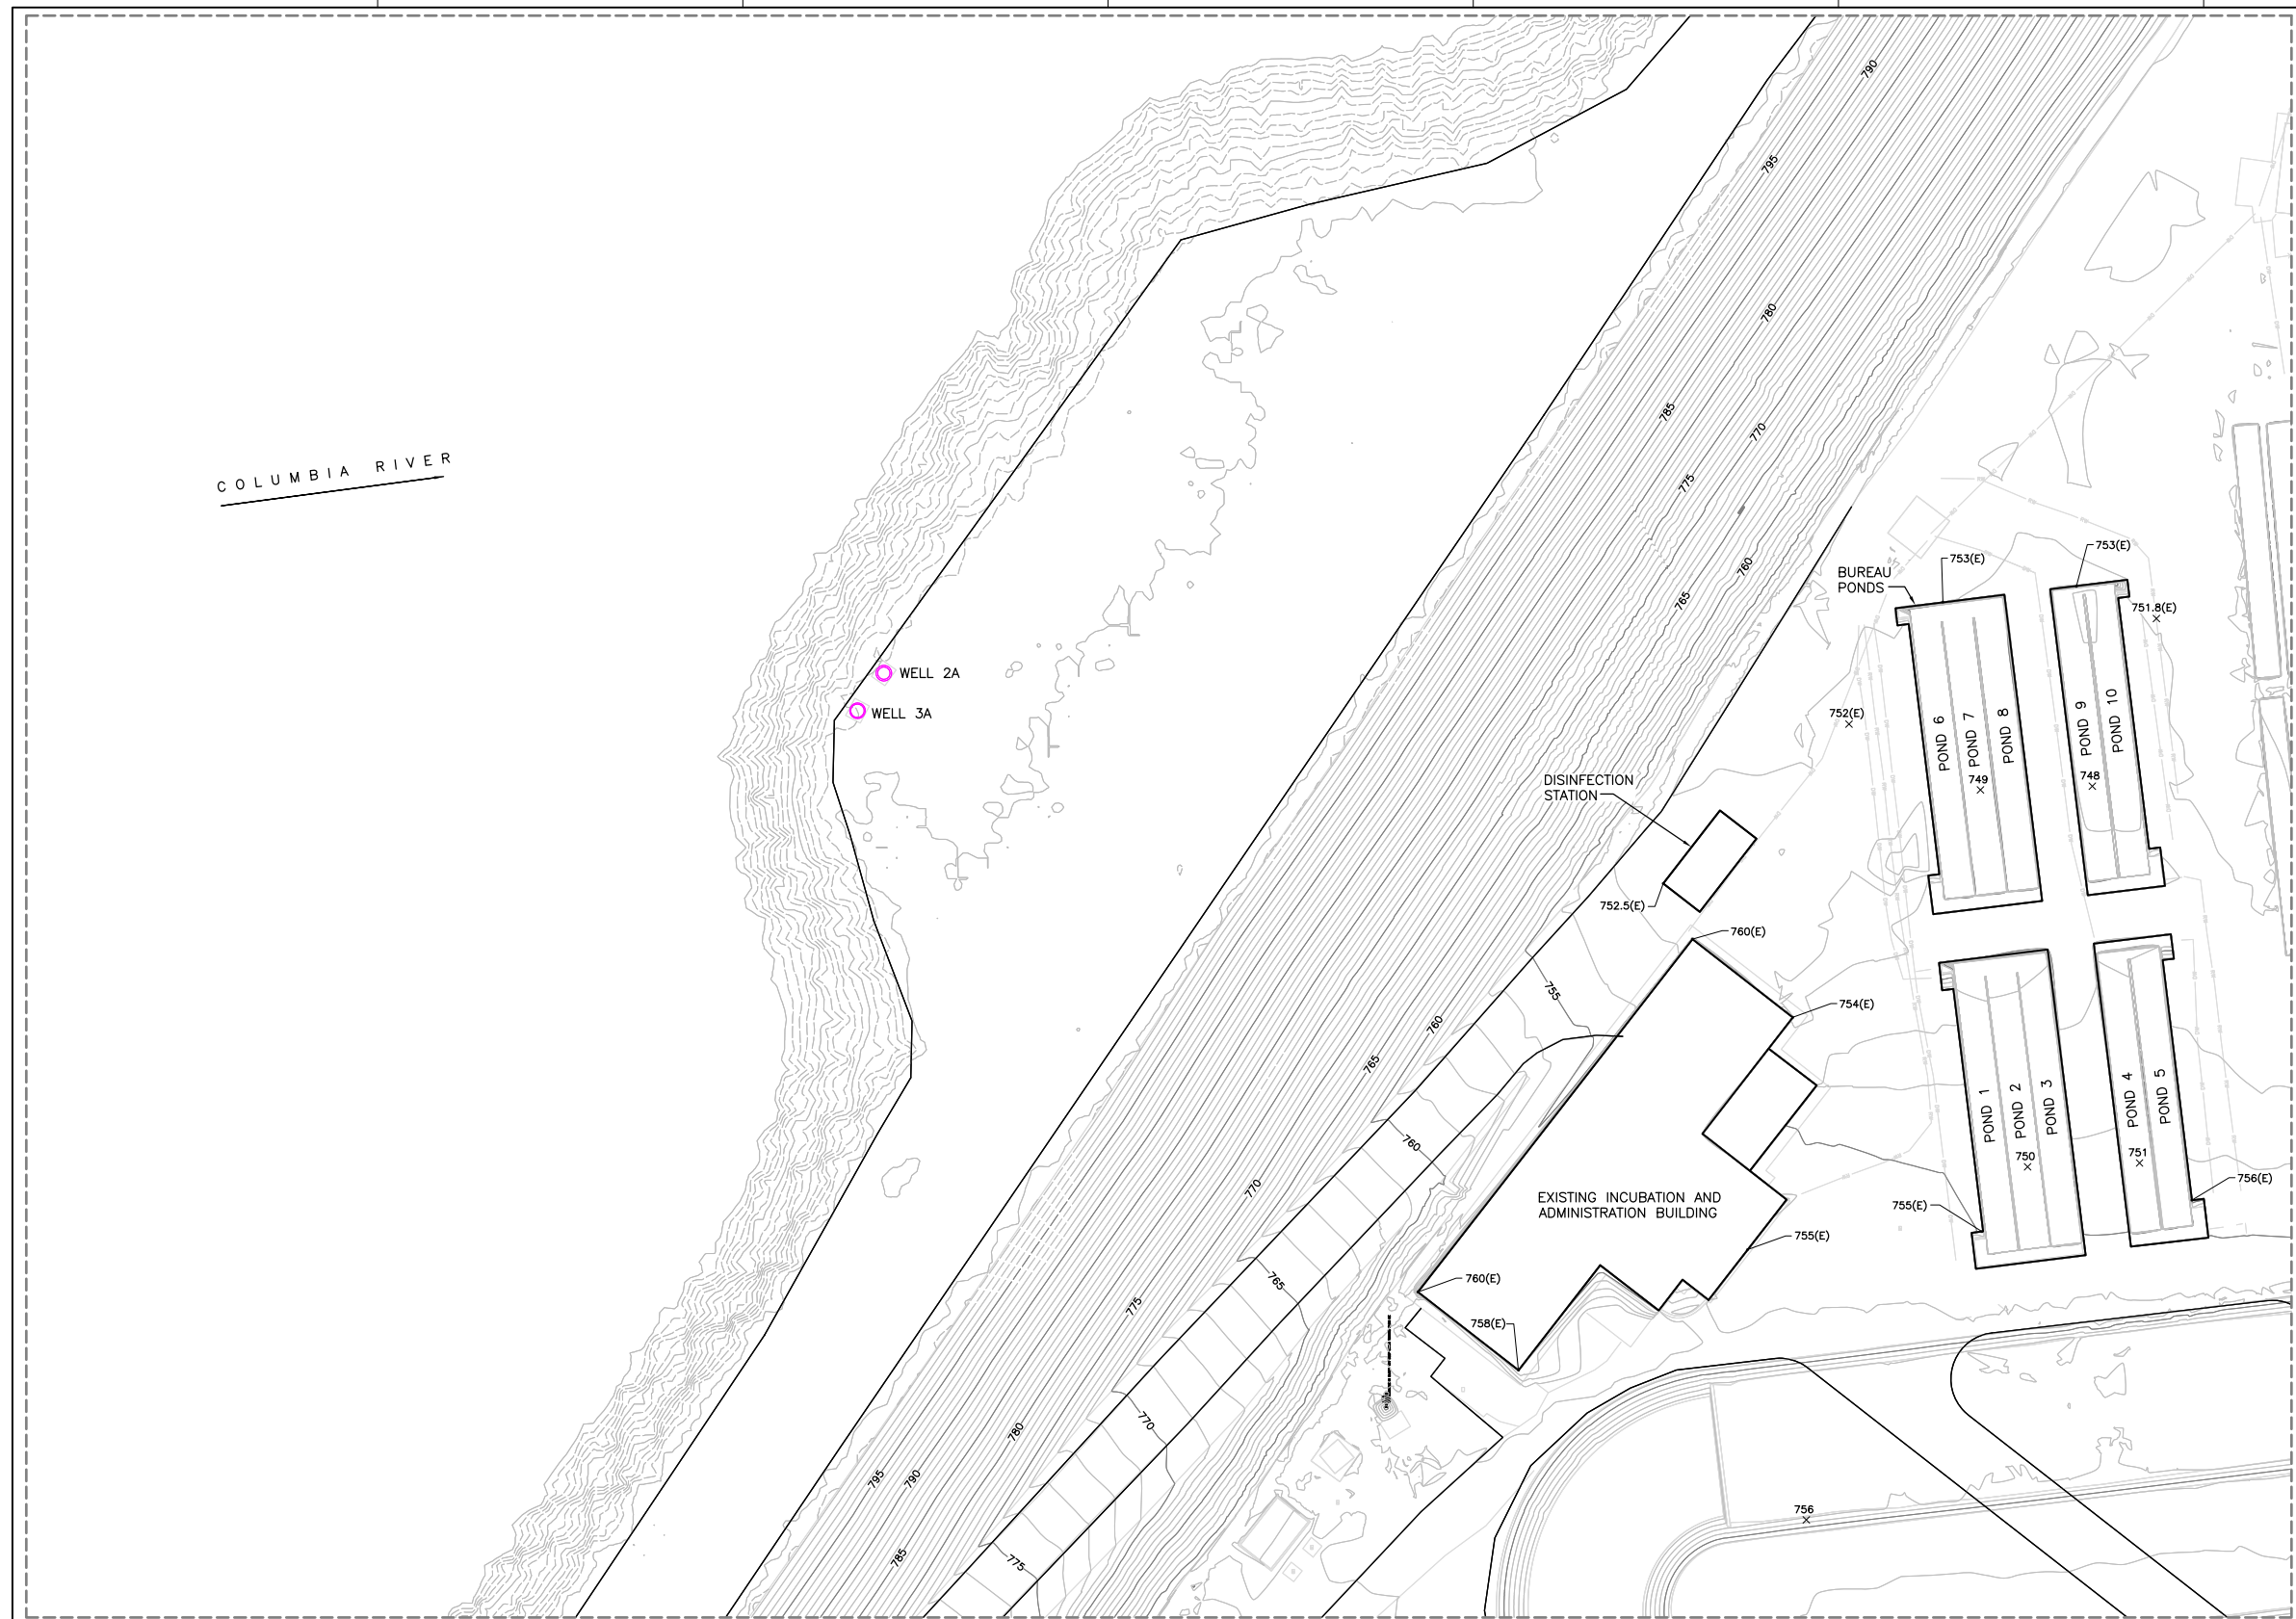 790
795
780
785
770
775
760
765
COLUMBIA RIVER
WELL 2A
WELL 3A
BUREAU
PONDS
753(E)
753(E)
751.8(E)
752(E)
POND 6
POND 7
POND 8
749
POND 9
POND 10
748
DISINFECTION
STATION
752.5(E)
760(E)
754(E)
755
760
765
760
770
765
775
770
780
795
790
785
775
EXISTING INCUBATION AND
ADMINISTRATION BUILDING
755(E)
760(E)
758(E)
POND 1
POND 2
POND 3
750
POND 4
POND 5
751
755(E)
756(E)
756